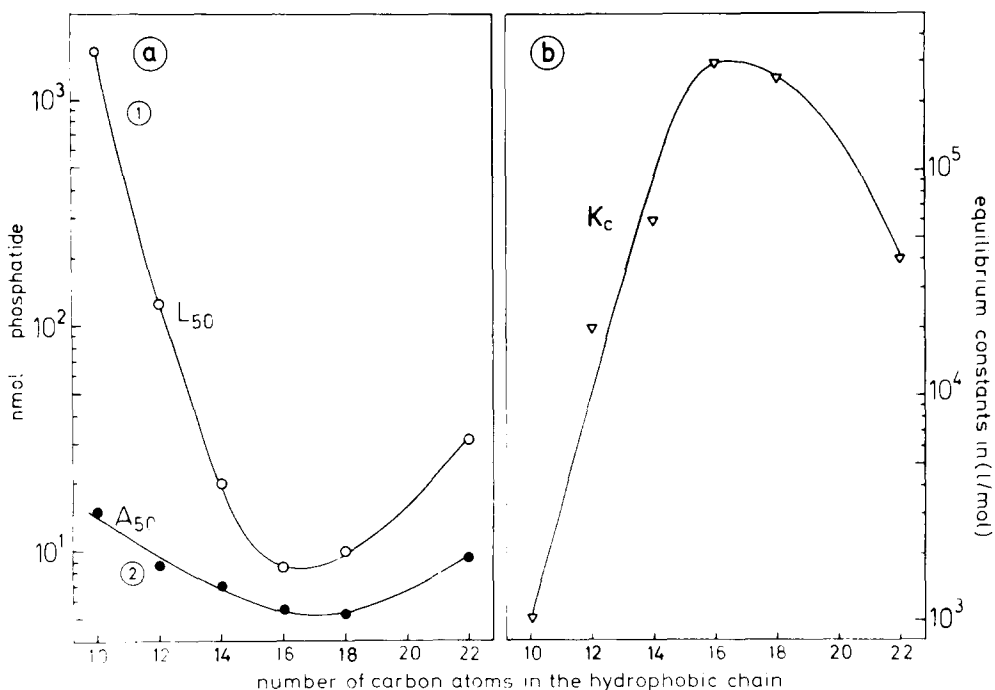 a
b
10³
10²
10¹
nmol phosphatide
1
L50
A50
2
10 12 14 16 18 20 22
Kc
10⁵
10⁴
10³
equilibrium constants in (l/mol)
10 12 14 16 18 20 22
number of carbon atoms in the hydrophobic chain